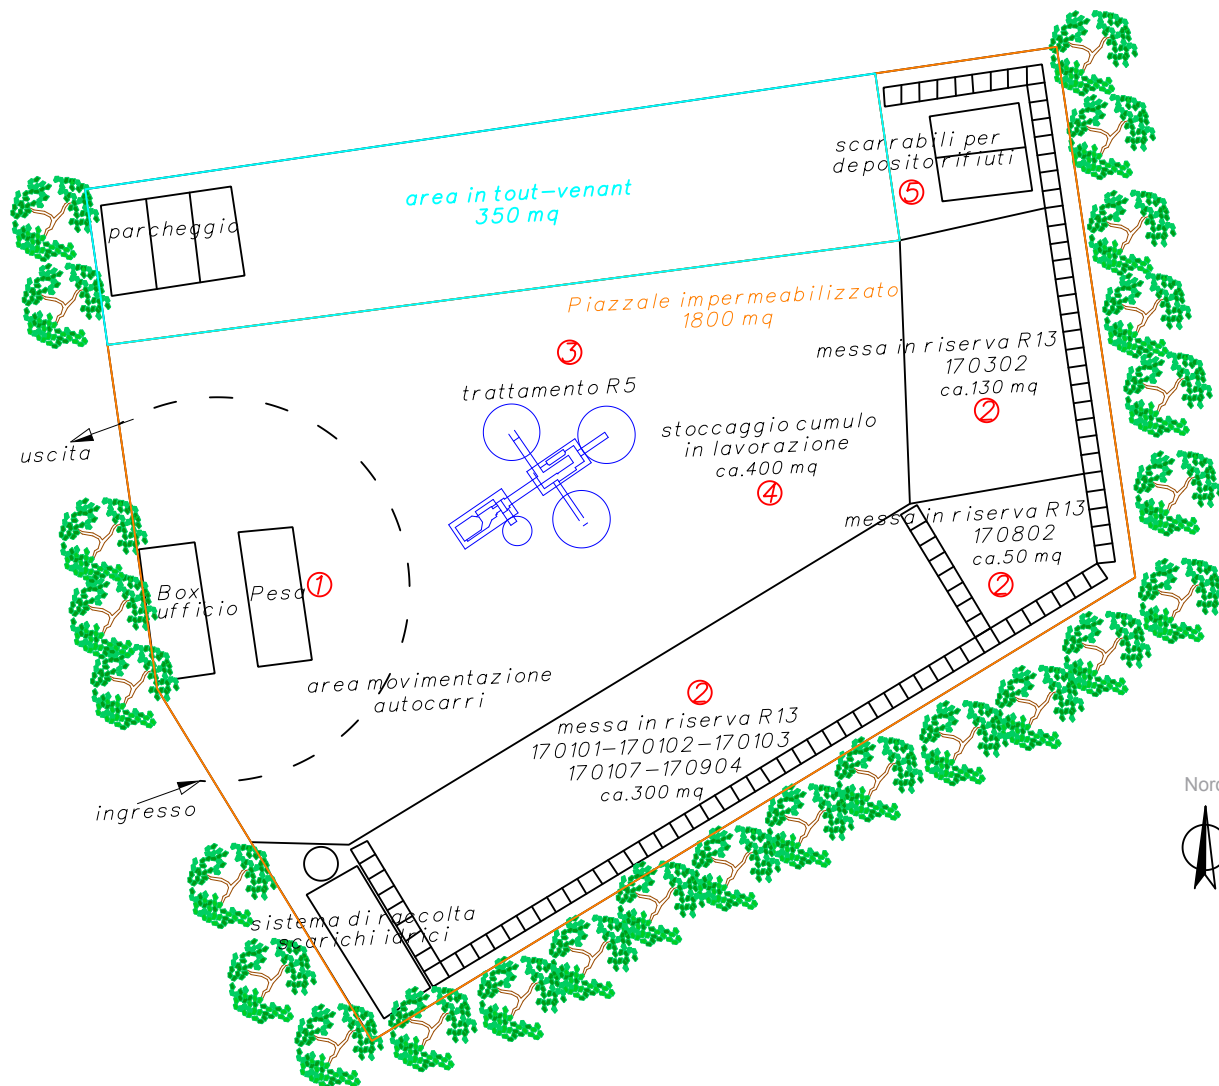 scarrabili per
deposito rifiuti
5
area in tout-venant
350 mq
parcheggio
Piazzale impermeabilizzato
1800 mq
3
trattamento R5
messa in riserva R13
170302
ca.130 mq
2
uscita
stoccaggio cumulo
in lavorazione
ca.400 mq
4
messa in riserva R13
170802
ca.50 mq
2
Box
ufficio
Pesa
1
area movimentazione
autocarri
2
messa in riserva R13
170101-170102-170103
170107-170904
ca.300 mq
ingresso
Nord
sistema di raccolta
scarichi idrici